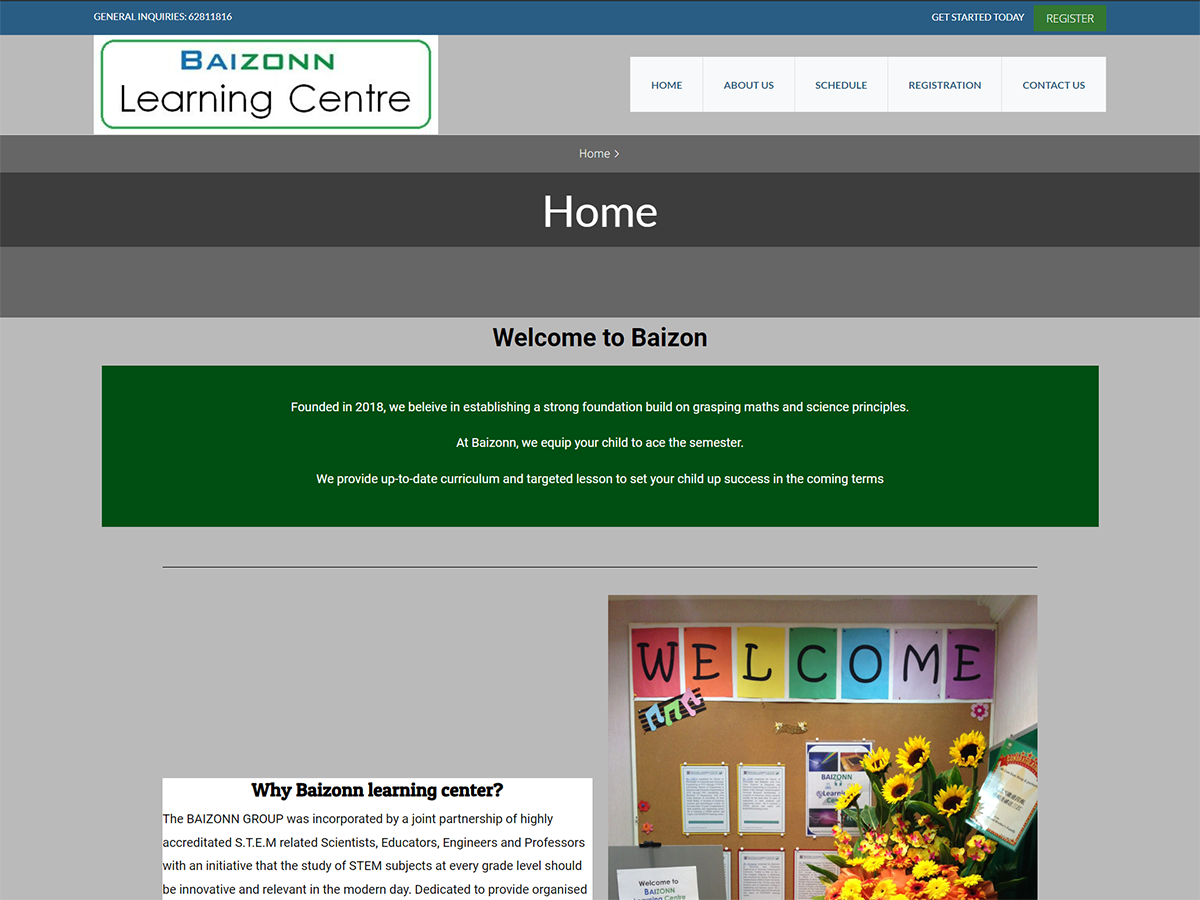 GENERAL INQUIRIES: 62811816
GET STARTED TODAY
REGISTER
BAIZONN
Learning Centre
HOME
ABOUT US
SCHEDULE
REGISTRATION
CONTACT US
Home >
Home
Welcome to Baizon
Founded in 2018, we beleive in establishing a strong foundation build on grasping maths and science principles.
At Baizonn, we equip your child to ace the semester.
We provide up-to-date curriculum and targeted lesson to set your child up success in the coming terms
WELCOME
BAIZONN
Learning
Why Baizonn learning center?
The BAIZONN GROUP was incorporated by a joint partnership of highly
accreditated S.T.E.M related Scientists, Educators, Engineers and Professors
with an initiative that the study of STEM subjects at every grade level should
be innovative and relevant in the modern day. Dedicated to provide organised
Welcome to
BAIZONN
Learning Centre